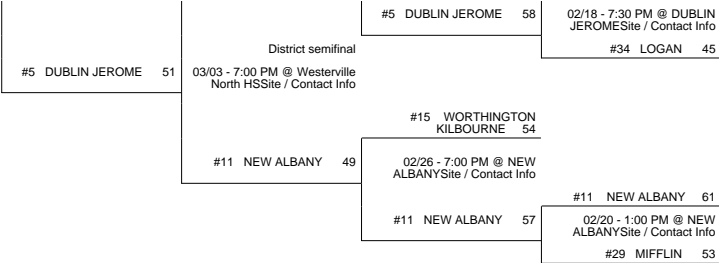 #5 DUBLIN JEROME 58
02/18 - 7:30 PM @ DUBLIN
JEROMESite / Contact Info
#34 LOGAN 45
District semifinal
#5 DUBLIN JEROME 51
03/03 - 7:00 PM @ Westerville
North HSSite / Contact Info
#15 WORTHINGTON
KILBOURNE 54
#11 NEW ALBANY 49
02/26 - 7:00 PM @ NEW
ALBANYSite / Contact Info
#11 NEW ALBANY 61
#11 NEW ALBANY 57
02/20 - 1:00 PM @ NEW
ALBANYSite / Contact Info
#29 MIFFLIN 53